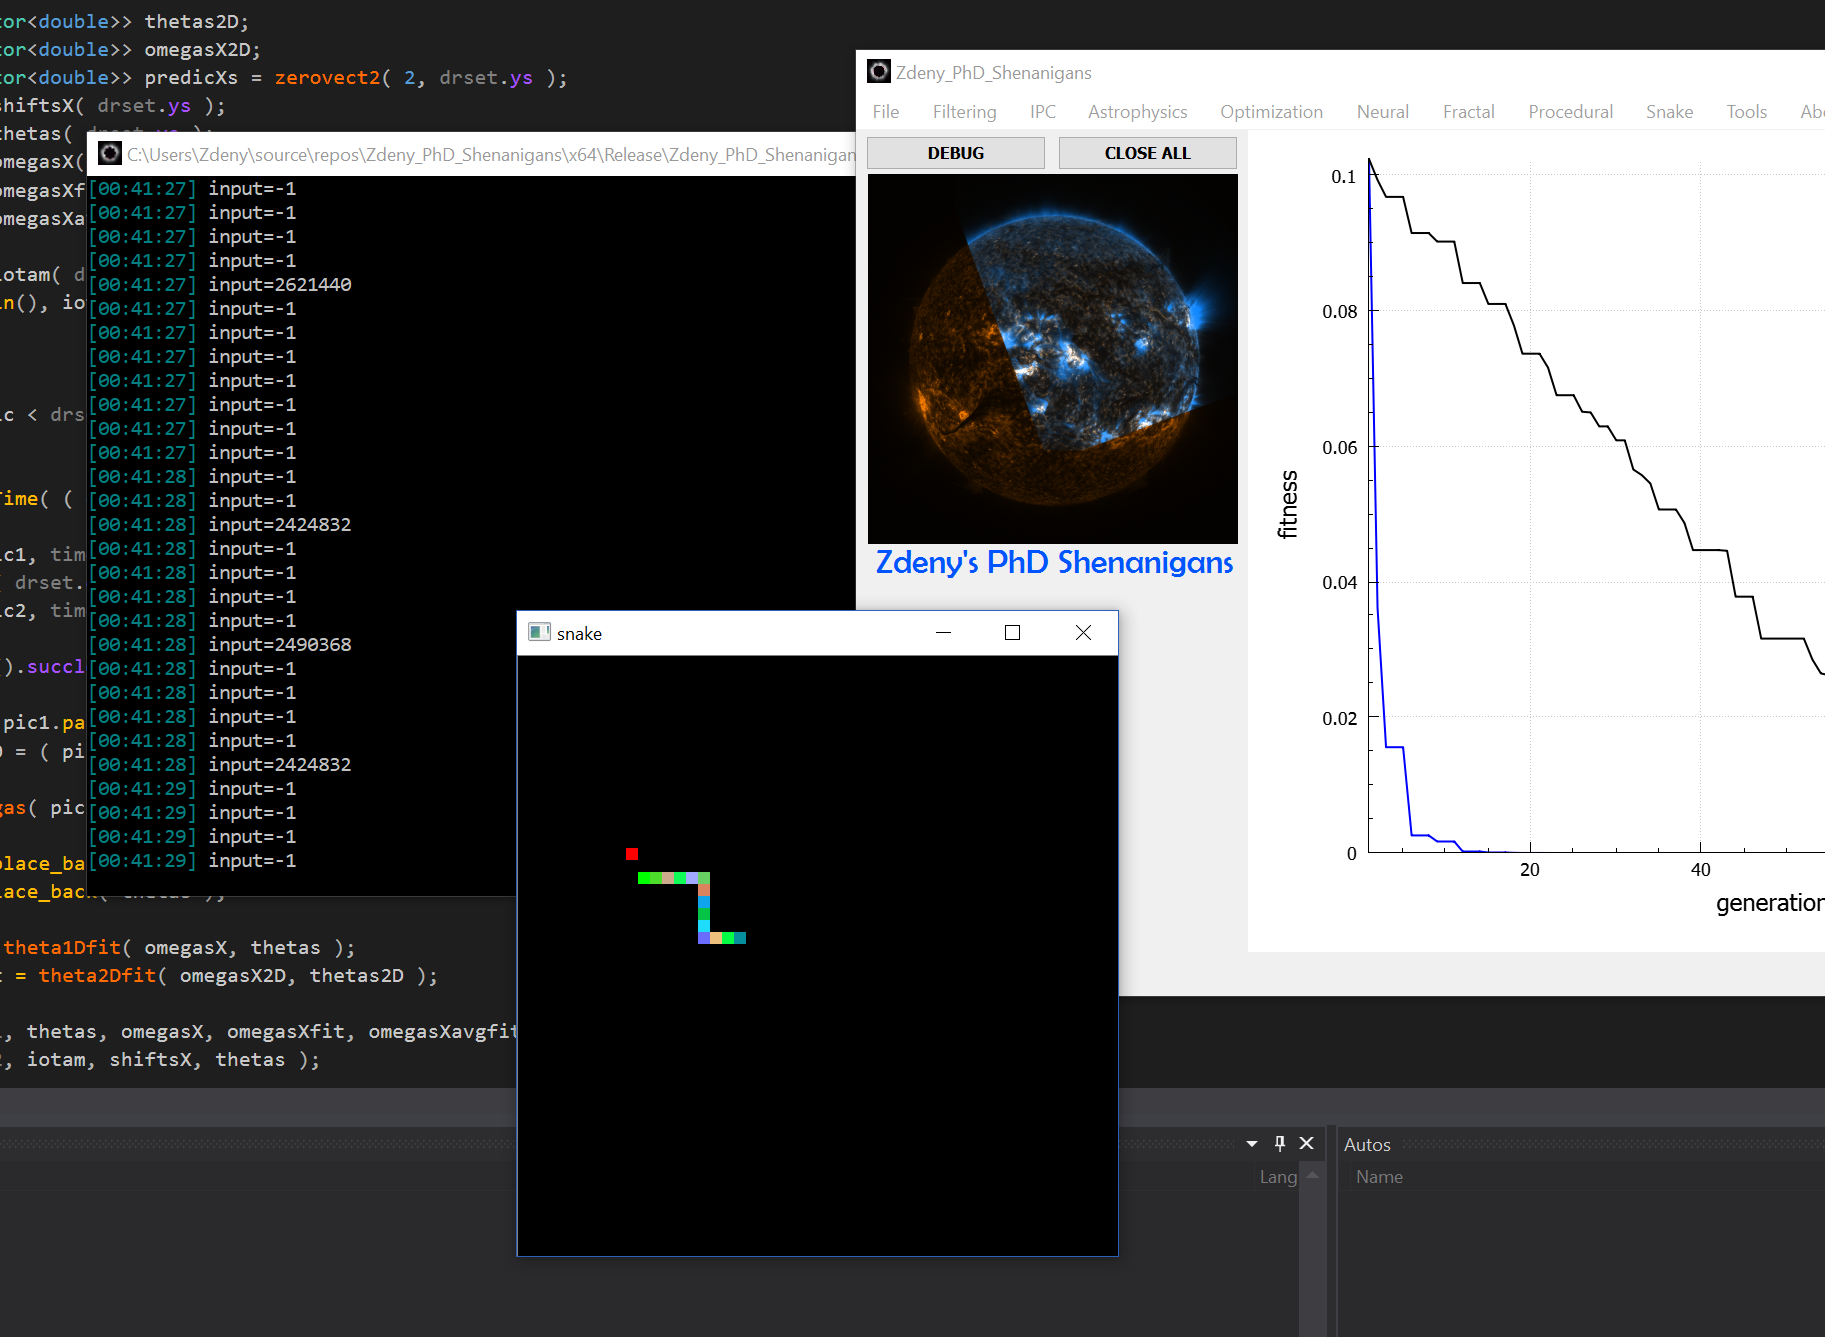 tor<double>> thetas2D;
tor<double>> omegasX2D;
tor<double>> predicXs = zerovect2( 2, drset.ys );
shiftsX( drset.ys );
thetas(
omegasX(
omegasXf
omegasXa
iotam( d
in(), io
ic < drs
Time( (
ic1, tim
( drset.
ic2, tim
().succl
pic1.pa
= ( pi
gas( pic
place_ba
lace_back( thetas );
theta1Dfit( omegasX, thetas );
t = theta2Dfit( omegasX2D, thetas2D );
, thetas, omegasX, omegasXfit, omegasXavgfit
, iotam, shiftsX, thetas );
C:\Users\Zdeny\source\repos\Zdeny_PhD_Shenanigans\x64\Release\Zdeny_PhD_Shenanigan
[00:41:27] input=-1
[00:41:27] input=-1
[00:41:27] input=-1
[00:41:27] input=-1
[00:41:27] input=2621440
[00:41:27] input=-1
[00:41:27] input=-1
[00:41:27] input=-1
[00:41:27] input=-1
[00:41:27] input=-1
[00:41:27] input=-1
[00:41:27] input=-1
[00:41:28] input=-1
[00:41:28] input=-1
[00:41:28] input=2424832
[00:41:28] input=-1
[00:41:28] input=-1
[00:41:28] input=-1
[00:41:28] input=-1
[00:41:28] input=2490368
[00:41:28] input=-1
[00:41:28] input=-1
[00:41:28] input=-1
[00:41:28] input=-1
[00:41:28] input=2424832
[00:41:29] input=-1
[00:41:29] input=-1
[00:41:29] input=-1
[00:41:29] input=-1
Zdeny_PhD_Shenanigans
File Filtering IPC Astrophysics Optimization Neural Fractal Procedural Snake Tools Abo
DEBUG CLOSE ALL
Zdeny's PhD Shenanigans
0.1
0.08
0.06
0.04
0.02
0
20 40
fitness
generation
snake
Lang
Autos
Name